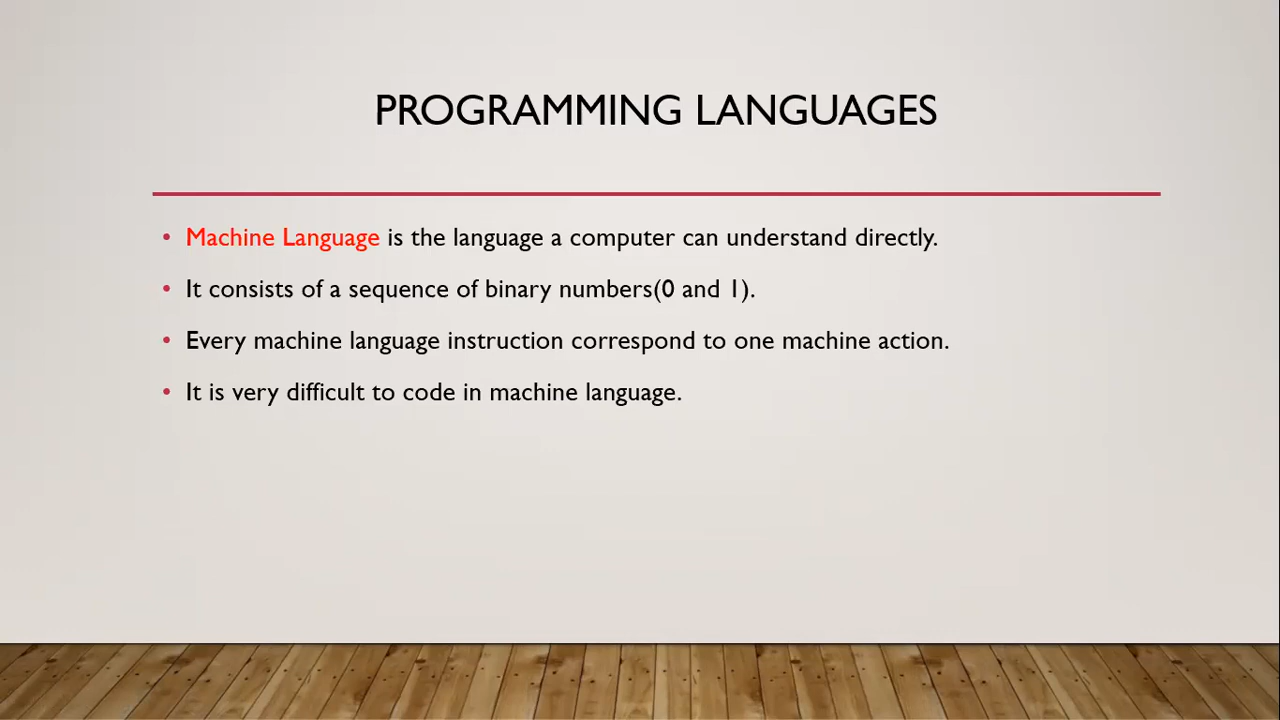 PROGRAMMING LANGUAGES
• Machine Language is the language a computer can understand directly.
• It consists of a sequence of binary numbers(0 and 1).
• Every machine language instruction correspond to one machine action.
• It is very difficult to code in machine language.